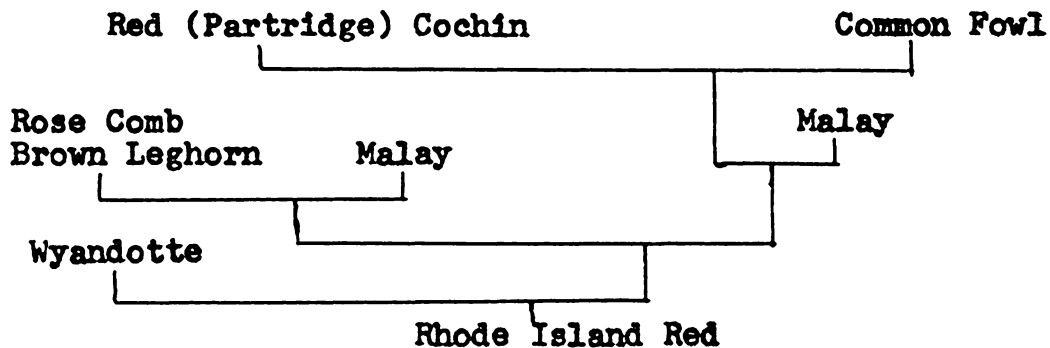 Red (Partridge) Cochin
Common Fowl
Rose Comb
Brown Leghorn
Malay
Malay
Wyandotte
Rhode Island Red